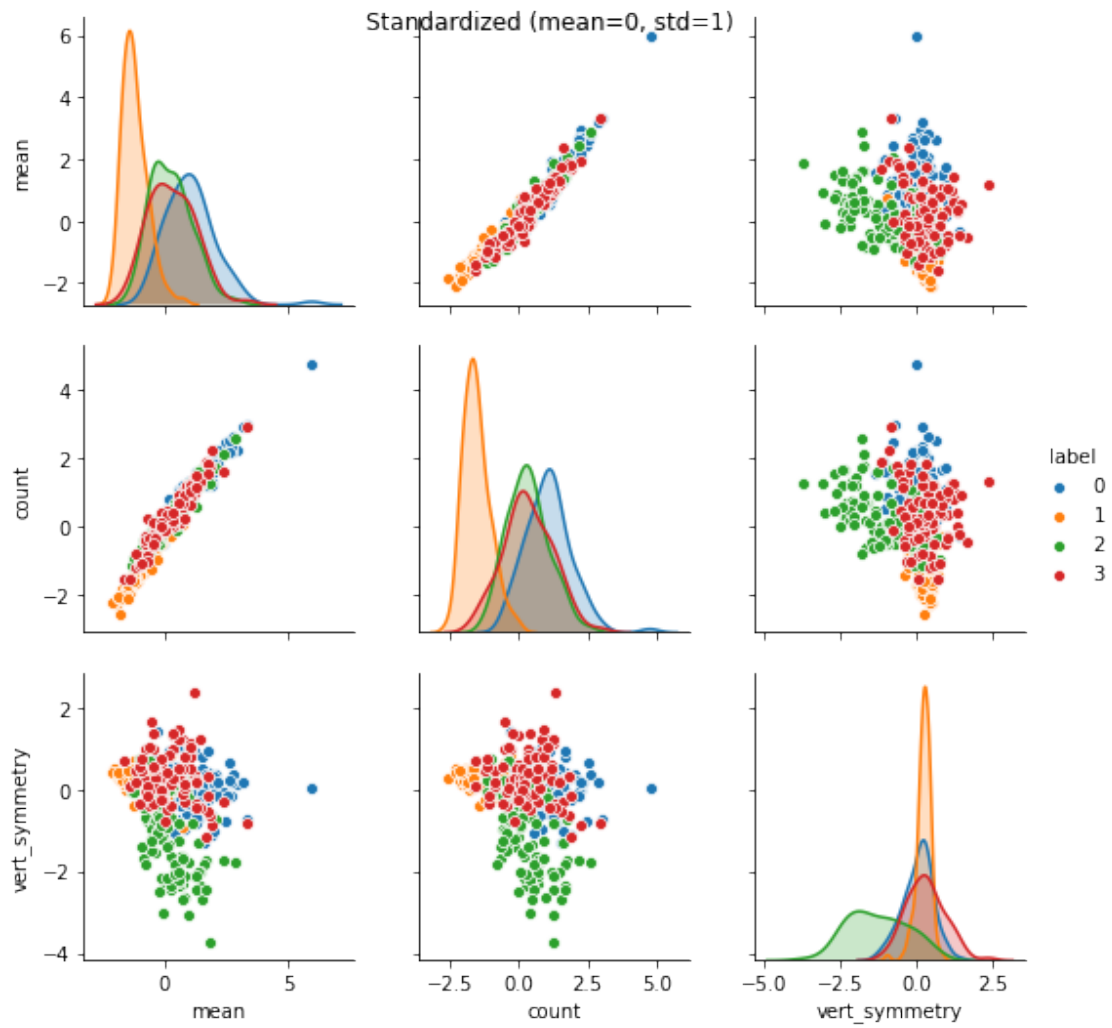 Standardized (mean=0, std=1)
6
4
2
0
−2
mean
4
2
0
−2
count
label
0
1
2
3
2
0
−2
−4
vert_symmetry
0 5
−2.5 0.0 2.5 5.0
−5.0 −2.5 0.0 2.5
mean
count
vert_symmetry